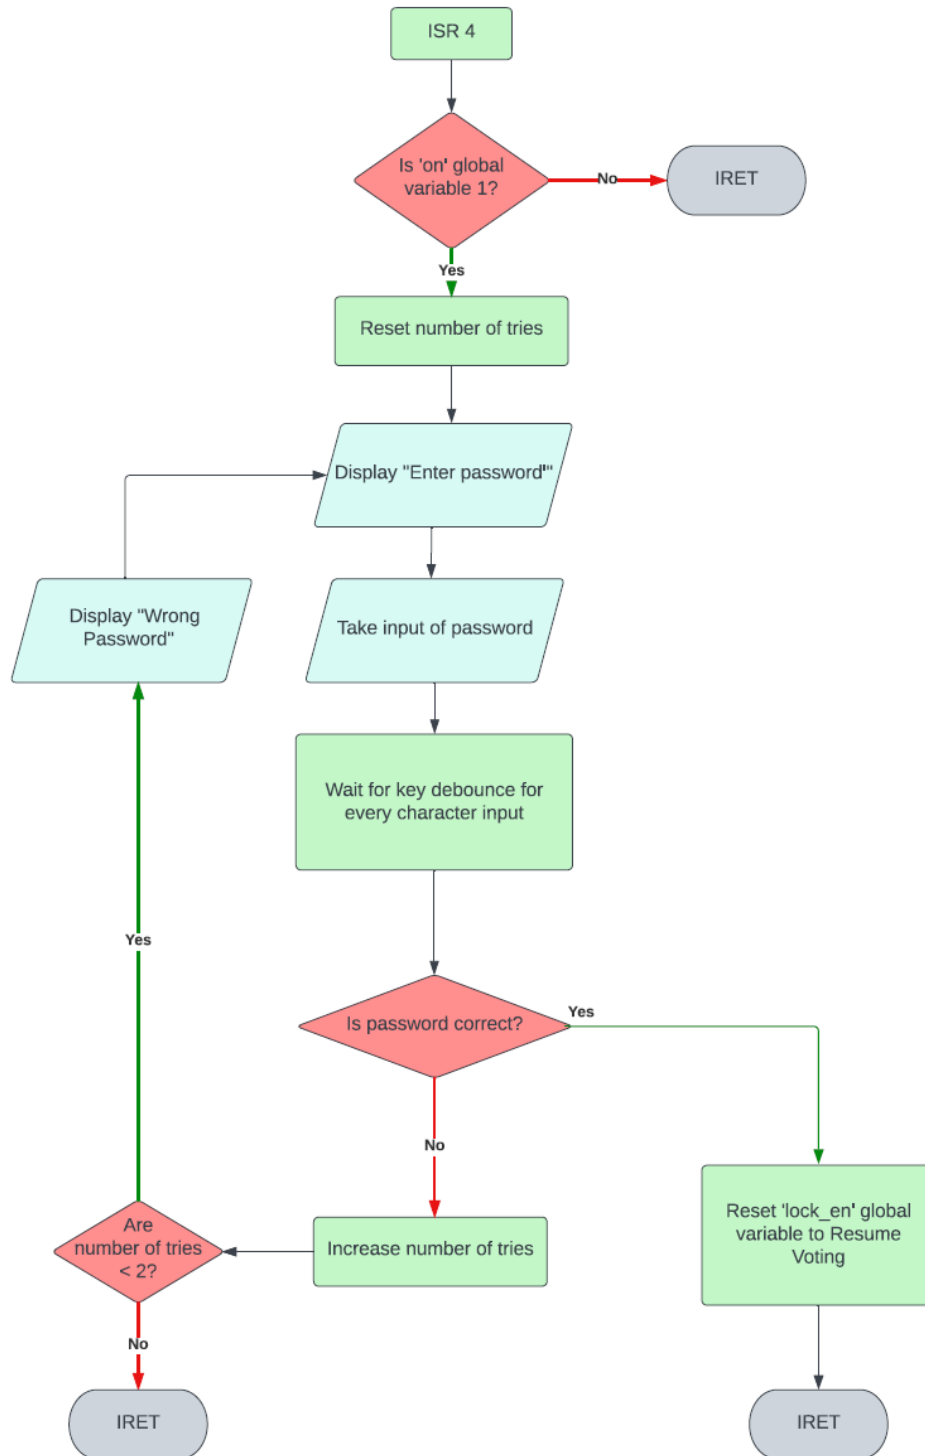 ISR 4
Is 'on' global
variable 1?
No
IRET
Yes
Reset number of tries
Display "Enter password'"
Display "Wrong
Password"
Take input of password
Wait for key debounce for
every character input
Yes
Is password correct?
Yes
No
Reset 'lock_en' global
variable to Resume
Voting
Are
number of tries
< 2?
Increase number of tries
No
IRET
IRET